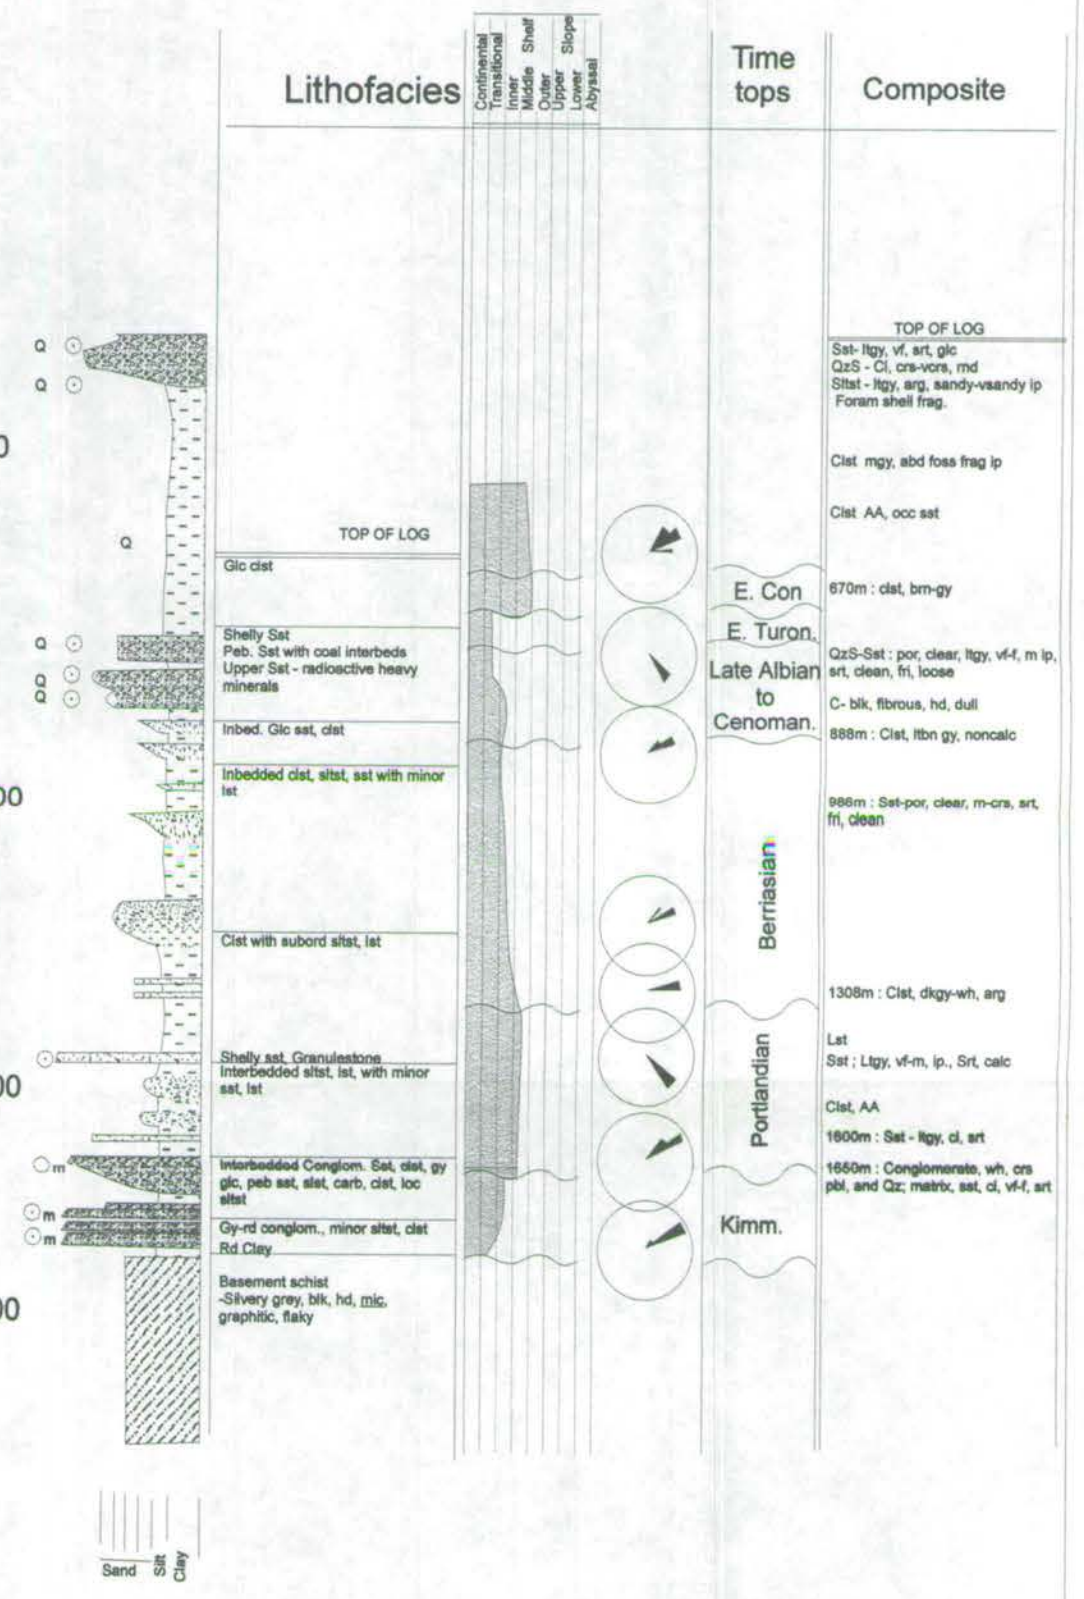 Lithofacies
Continental
Transitional
Inner
Middle Shelf
Outer
Upper Slope
Lower
Abyssal
Time
tops
Composite
TOP OF LOG
Sst- ltgy, vf, srt, glc
QzS - Cl, crs-vcrs, rnd
Sltst - ltgy, arg, sandy-vsandy ip
Foram shell frag.
Q
Q
0
Clst mgy, abd foss frag ip
Clst AA, occ sst
Q
TOP OF LOG
Glc clst
E. Con
670m : clst, brn-gy
E. Turon.
Q
Q
Q
Shelly Sst
Peb. Sst with coal interbeds
Upper Sst - radioactive heavy
minerals
Late Albian
to
Cenoman.
QzS-Sst : por, clear, ltgy, vf-f, m ip,
srt, clean, fri, loose
C- blk, fibrous, hd, dull
Inbed. Glc sst, clst
888m : Clst, ltbn gy, noncalc
Inbedded clst, sltst, sst with minor
lst
00
986m : Sst-por, clear, m-crs, srt,
fri, clean
Berriasian
Clst with subord sltst, lst
1308m : Clst, dkgy-wh, arg
Portlandian
Lst
Sst ; Ltgy, vf-m, ip., Srt, calc
Shelly sst, Granulestone
Interbedded sltst, lst, with minor
sst, lst
00
Clst, AA
1600m : Sst - ltgy, cl, srt
m
Interbedded Conglom. Sst, clst, gy
glc, peb sst, slst, carb, clst, loc
sltst
1650m : Conglomerate, wh, crs
pbl, and Qz; matrix, sst, cl, vf-f, srt
m
m
Gy-rd conglom., minor sltst, clst
Rd Clay
Kimm.
Basement schist
-Silvery grey, blk, hd, mic,
graphitic, flaky
00
Sand
Silt
Clay